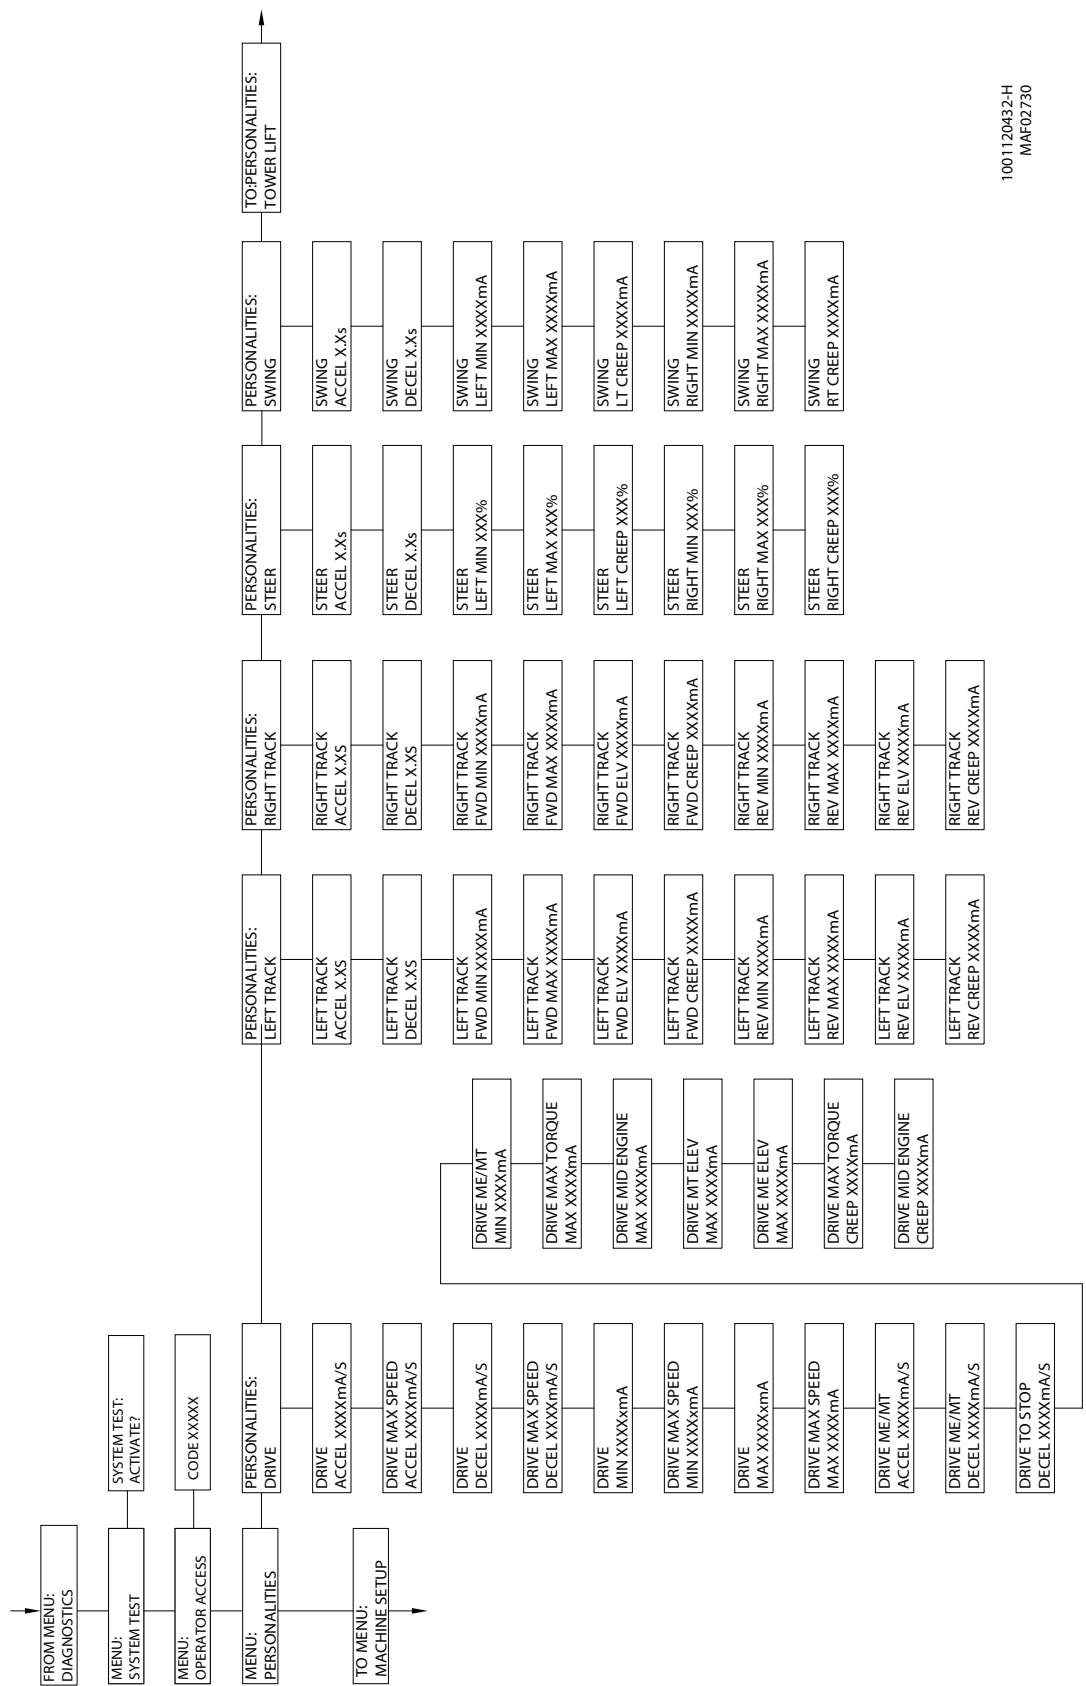 FROM MENU:
DIAGNOSTICS
MENU:
SYSTEM TEST
SYSTEM TEST:
ACTIVATE?
MENU:
OPERATOR ACCESS
CODE XXXXX
MENU:
PERSONALITIES
TO MENU:
MACHINE SETUP
PERSONALITIES:
DRIVE
DRIVE
ACCEL XXXXmA/S
DRIVE MAX SPEED
ACCEL XXXXmA/S
DRIVE
DECEL XXXXmA/S
DRIVE MAX SPEED
DECEL XXXXmA/S
DRIVE
MIN XXXXxmA
DRIVE MAX SPEED
MIN XXXXxmA
DRIVE
MAX XXXXxmA
DRIVE MAX SPEED
MAX XXXXmA
DRIVE ME/MT
ACCEL XXXXmA/S
DRIVE ME/MT
DECEL XXXXmA/S
DRIVE TO STOP
DECEL XXXXmA/S
DRIVE ME/MT
MIN XXXXmA
DRIVE MAX TORQUE
MAX XXXXmA
DRIVE MID ENGINE
MAX XXXXmA
DRIVE MT ELEV
MAX XXXXmA
DRIVE ME ELEV
MAX XXXXmA
DRIVE MAX TORQUE
CREEP XXXXmA
DRIVE MID ENGINE
CREEP XXXXmA
PERSONALITIES:
LEFT TRACK
LEFT TRACK
ACCEL X.XS
LEFT TRACK
DECEL X.XS
LEFT TRACK
FWD MIN XXXXmA
LEFT TRACK
FWD MAX XXXXmA
LEFT TRACK
FWD ELV XXXXmA
LEFT TRACK
FWD CREEP XXXXmA
LEFT TRACK
REV MIN XXXXmA
LEFT TRACK
REV MAX XXXXmA
LEFT TRACK
REV ELV XXXXmA
LEFT TRACK
REV CREEP XXXXmA
PERSONALITIES:
RIGHT TRACK
RIGHT TRACK
ACCEL X.XS
RIGHT TRACK
DECEL X.XS
RIGHT TRACK
FWD MIN XXXXmA
RIGHT TRACK
FWD MAX XXXXmA
RIGHT TRACK
FWD ELV XXXXmA
RIGHT TRACK
FWD CREEP XXXXmA
RIGHT TRACK
REV MIN XXXXmA
RIGHT TRACK
REV MAX XXXXmA
RIGHT TRACK
REV ELV XXXXmA
RIGHT TRACK
REV CREEP XXXXmA
PERSONALITIES:
STEER
STEER
ACCEL X.Xs
STEER
DECEL X.Xs
STEER
LEFT MIN XXX%
STEER
LEFT MAX XXX%
STEER
LEFT CREEP XXX%
STEER
RIGHT MIN XXX%
STEER
RIGHT MAX XXX%
STEER
RIGHT CREEP XXX%
PERSONALITIES:
SWING
SWING
ACCEL X.Xs
SWING
DECEL X.Xs
SWING
LEFT MIN XXXXmA
SWING
LEFT MAX XXXXmA
SWING
LT CREEP XXXXmA
SWING
RIGHT MIN XXXXmA
SWING
RIGHT MAX XXXXmA
SWING
RT CREEP XXXXmA
TO:PERSONALITIES:
TOWER LIFT
1001120432-H
MAF02730